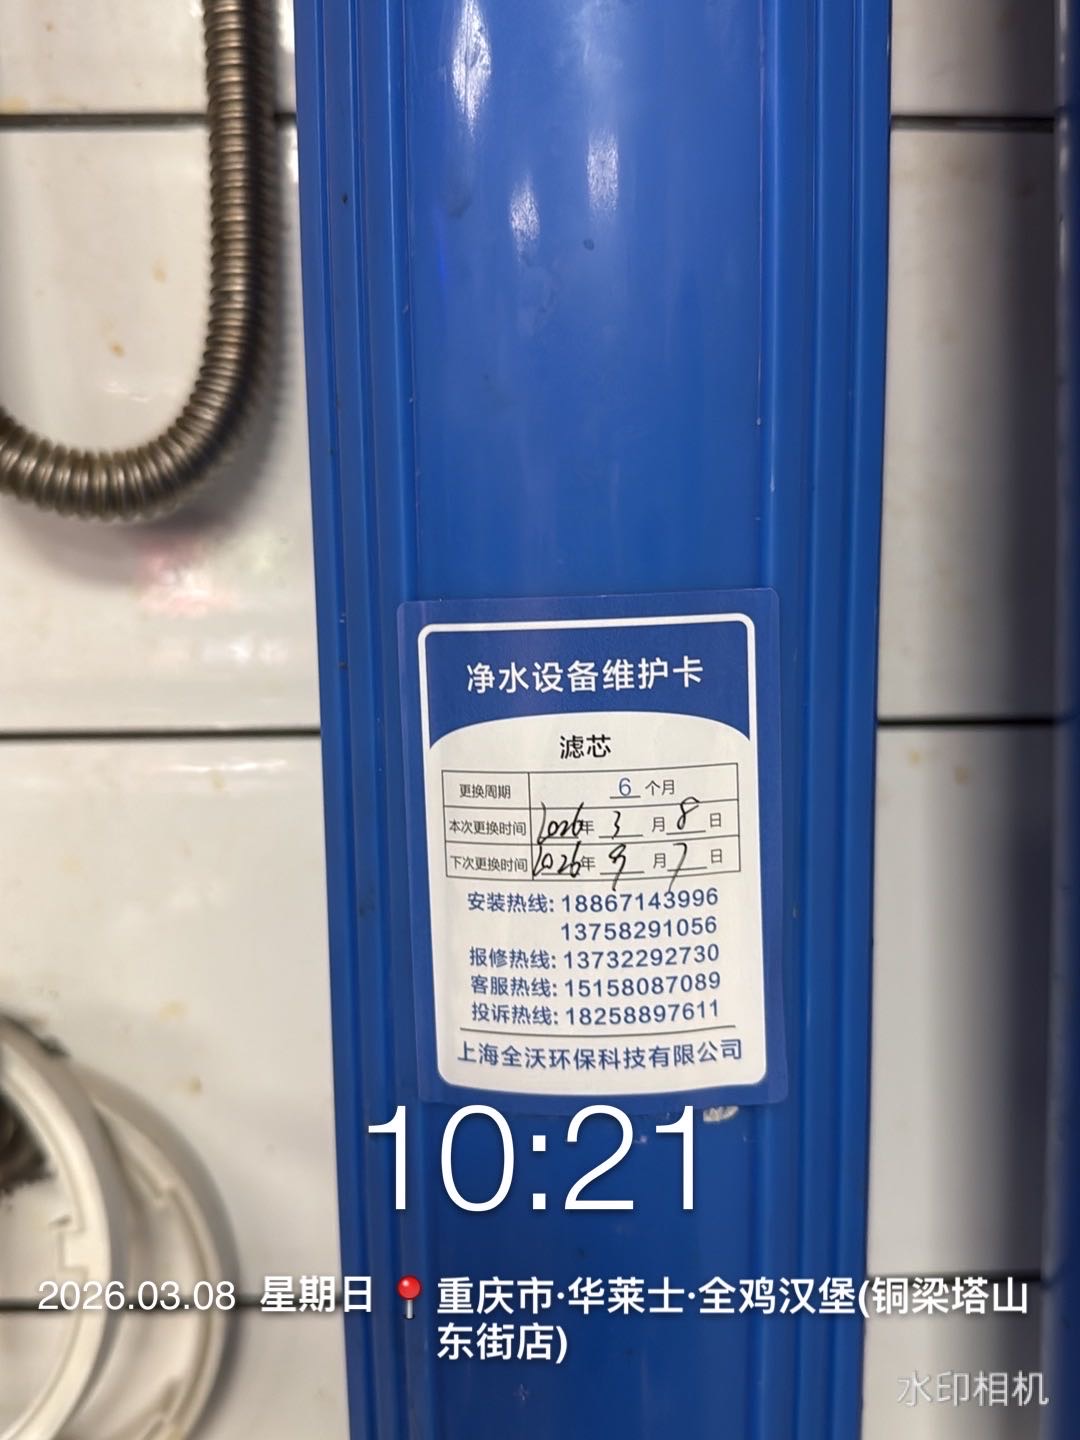 净水设备维护卡
滤芯
更换周期 6 个月
本次更换时间 2026年 3 月 8 日
下次更换时间 2026年 9 月 7 日
安装热线: 18867143996
13758291056
报修热线: 13732292730
客服热线: 15158087089
投诉热线: 18258897611
上海全沃环保科技有限公司
10:21
2026.03.08 星期日 重庆市·华莱士·全鸡汉堡(铜梁塔山
东街店)
水印相机